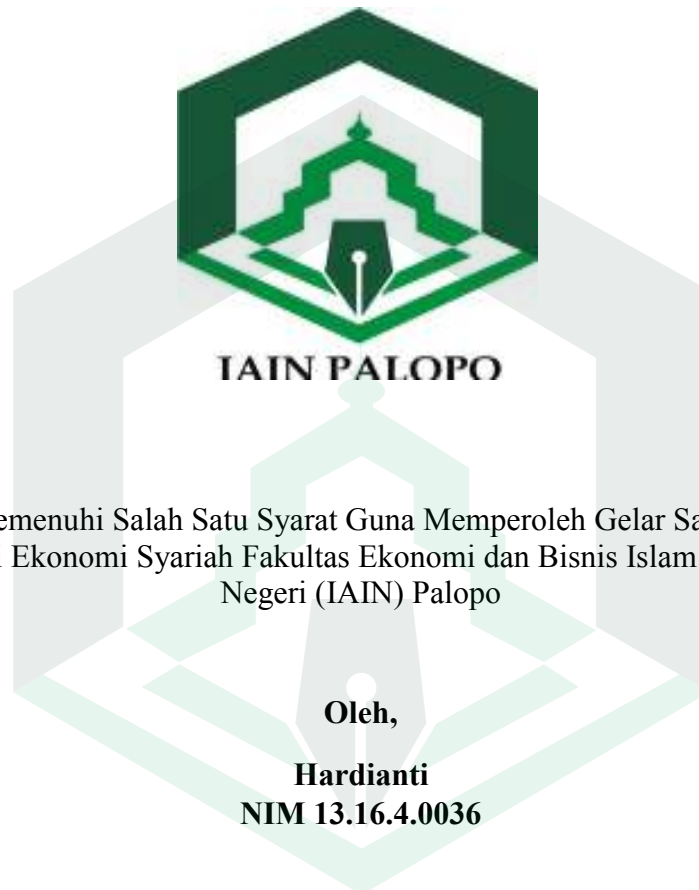 IAIN PALOPO
emenuhi Salah Satu Syarat Guna Memperoleh Gelar Sa
Ekonomi Syariah Fakultas Ekonomi dan Bisnis Islam
Negeri (IAIN) Palopo
Oleh,
Hardianti
NIM 13.16.4.0036